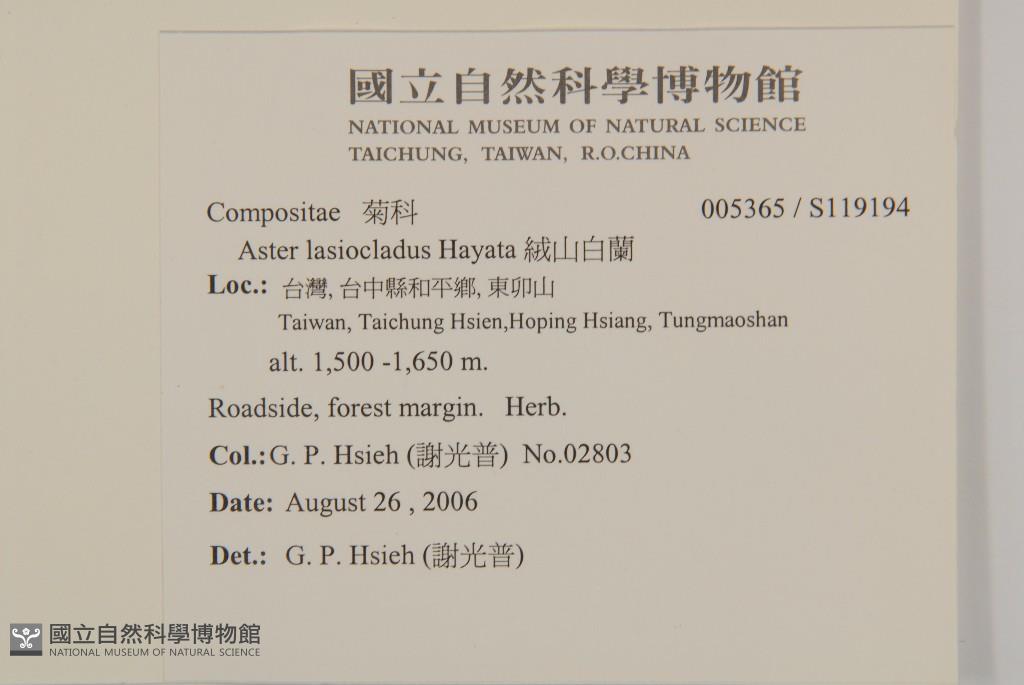 國立自然科學博物館
NATIONAL MUSEUM OF NATURAL SCIENCE
TAICHUNG, TAIWAN, R.O.CHINA
Compositae 菊科 005365 / S119194
Aster lasiocladus Hayata 絨山白蘭
Loc.: 台灣, 台中縣和平鄉, 東卯山
Taiwan, Taichung Hsien,Hoping Hsiang, Tungmaoshan
alt. 1,500 -1,650 m.
Roadside, forest margin. Herb.
Col.: G. P. Hsieh (謝光普) No.02803
Date: August 26 , 2006
Det.: G. P. Hsieh (謝光普)
國立自然科學博物館
NATIONAL MUSEUM OF NATURAL SCIENCE